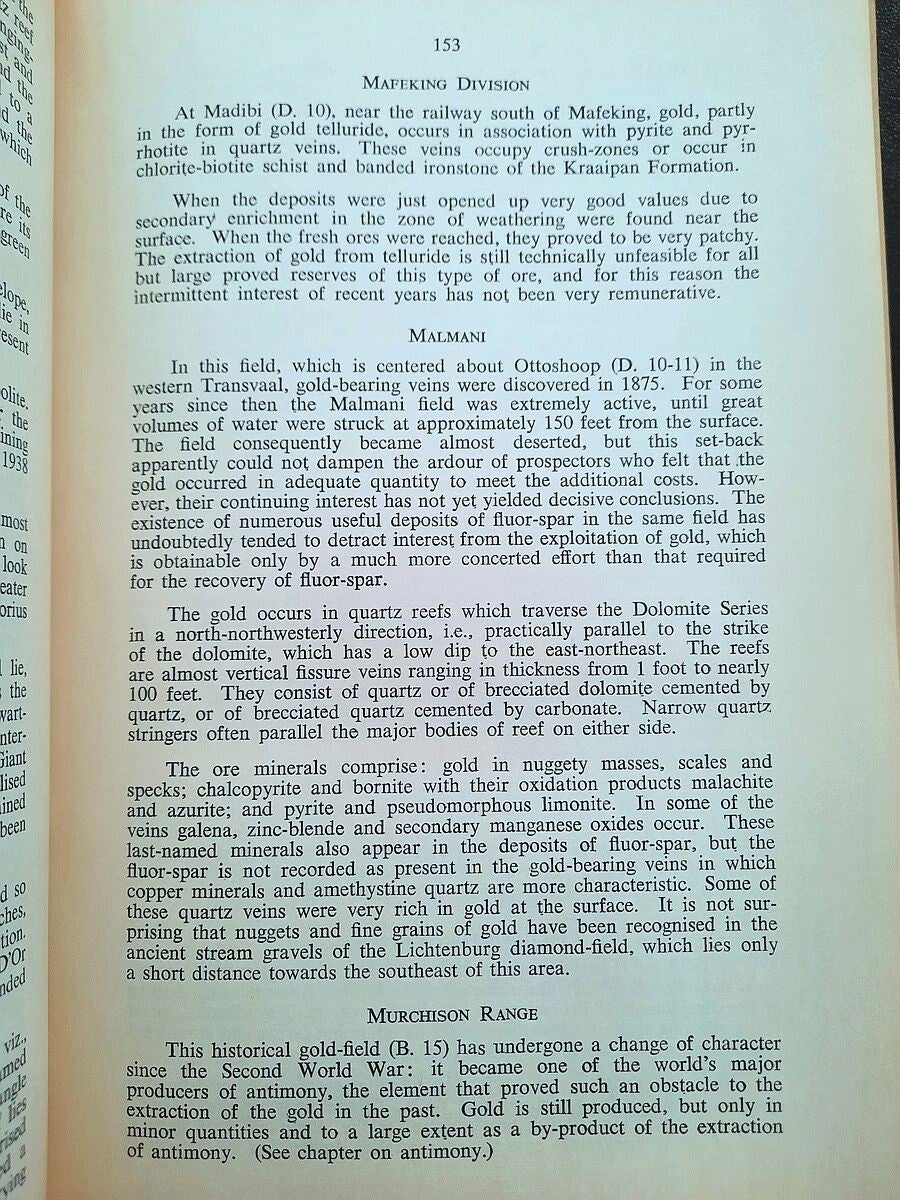 153
MAFEKING DIVISION
At Madibi (D. 10), near the railway south of Mafeking, gold, partly
in the form of gold telluride, occurs in association with pyrite and pyr-
rhotite in quartz veins. These veins occupy crush-zones or occur in
chlorite-biotite schist and banded ironstone of the Kraaipan Formation.
When the deposits were just opened up very good values due to
secondary enrichment in the zone of weathering were found near the
surface. When the fresh ores were reached, they proved to be very patchy.
The extraction of gold from telluride is still technically unfeasible for all
but large proved reserves of this type of ore, and for this reason the
intermittent interest of recent years has not been very remunerative.
MALMANI
In this field, which is centered about Ottoshoop (D. 10-11) in the
western Transvaal, gold-bearing veins were discovered in 1875. For some
years since then the Malmani field was extremely active, until great
volumes of water were struck at approximately 150 feet from the surface.
The field consequently became almost deserted, but this set-back
apparently could not dampen the ardour of prospectors who felt that the
gold occurred in adequate quantity to meet the additional costs. How-
ever, their continuing interest has not yet yielded decisive conclusions. The
existence of numerous useful deposits of fluor-spar in the same field has
undoubtedly tended to detract interest from the exploitation of gold, which
is obtainable only by a much more concerted effort than that required
for the recovery of fluor-spar.
The gold occurs in quartz reefs which traverse the Dolomite Series
in a north-northwesterly direction, i.e., practically parallel to the strike
of the dolomite, which has a low dip to the east-northeast. The reefs
are almost vertical fissure veins ranging in thickness from 1 foot to nearly
100 feet. They consist of quartz or of brecciated dolomite cemented by
quartz, or of brecciated quartz cemented by carbonate. Narrow quartz
stringers often parallel the major bodies of reef on either side.
The ore minerals comprise: gold in nuggety masses, scales and
specks; chalcopyrite and bornite with their oxidation products malachite
and azurite; and pyrite and pseudomorphous limonite. In some of the
veins galena, zinc-blende and secondary manganese oxides occur. These
last-named minerals also appear in the deposits of fluor-spar, but the
fluor-spar is not recorded as present in the gold-bearing veins in which
copper minerals and amethystine quartz are more characteristic. Some of
these quartz veins were very rich in gold at the surface. It is not sur-
prising that nuggets and fine grains of gold have been recognised in the
ancient stream gravels of the Lichtenburg diamond-field, which lies only
a short distance towards the southeast of this area.
MURCHISON RANGE
This historical gold-field (B. 15) has undergone a change of character
since the Second World War: it became one of the world's major
producers of antimony, the element that proved such an obstacle to the
extraction of the gold in the past. Gold is still produced, but only in
minor quantities and to a large extent as a by-product of the extraction
of antimony. (See chapter on antimony.)